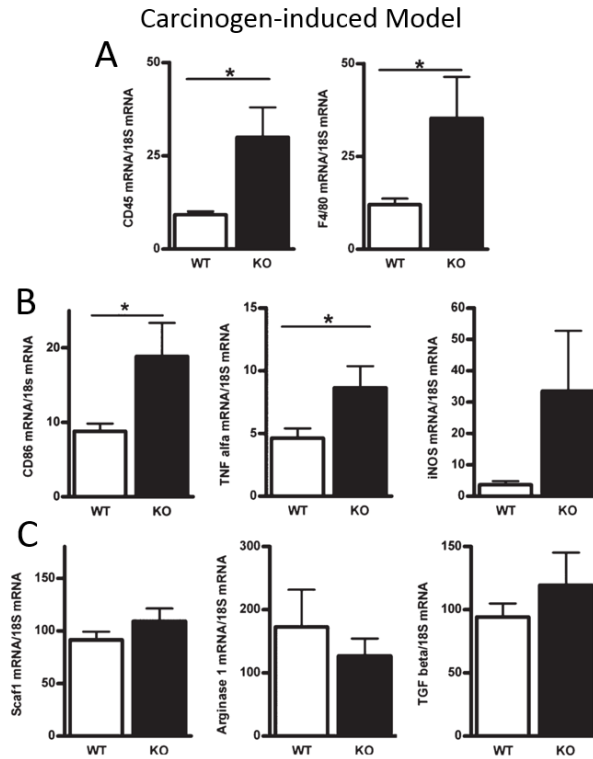 Carcinogen-induced Model
A
CD45 mRNA/18S mRNA
50
25
0
*
WT
KO
F4/80 mRNA/18S mRNA
50
25
0
*
WT
KO
B
CD86 mRNA/18s mRNA
20
10
0
*
WT
KO
TNF alfa mRNA/18S mRNA
15
10
5
0
*
WT
KO
iNOS mRNA/18S mRNA
60
50
40
30
20
10
0
WT
KO
C
Scaf1 mRNA/18S mRNA
150
100
50
0
WT
KO
Arginase 1 mRNA/18S mRNA
300
200
100
0
WT
KO
TGF beta/18S mRNA
150
100
50
0
WT
KO